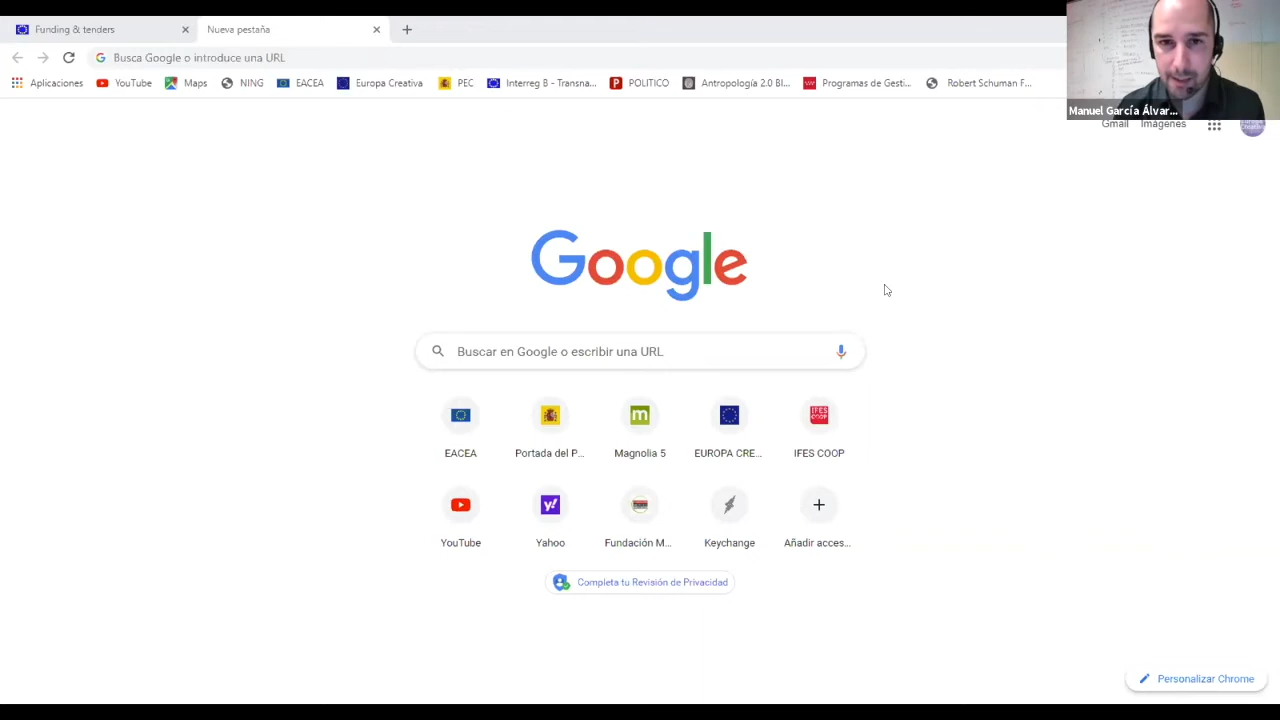 Funding & tenders
Nueva pestaña
Busca Google o introduce una URL
Aplicaciones YouTube Maps NING EACEA Europa Creativa PEC Interreg B - Transna... POLITICO Antropología 2.0 Bl... Programas de Gesti... Robert Schuman F...
Manuel García Álvar...
Gmail Imágenes
Google
Buscar en Google o escribir una URL
EACEA Portada del P... Magnolia 5 EUROPA CRE... IFES COOP
YouTube Yahoo Fundación M... Keychange Añadir acces...
Completa tu Revisión de Privacidad
Personalizar Chrome